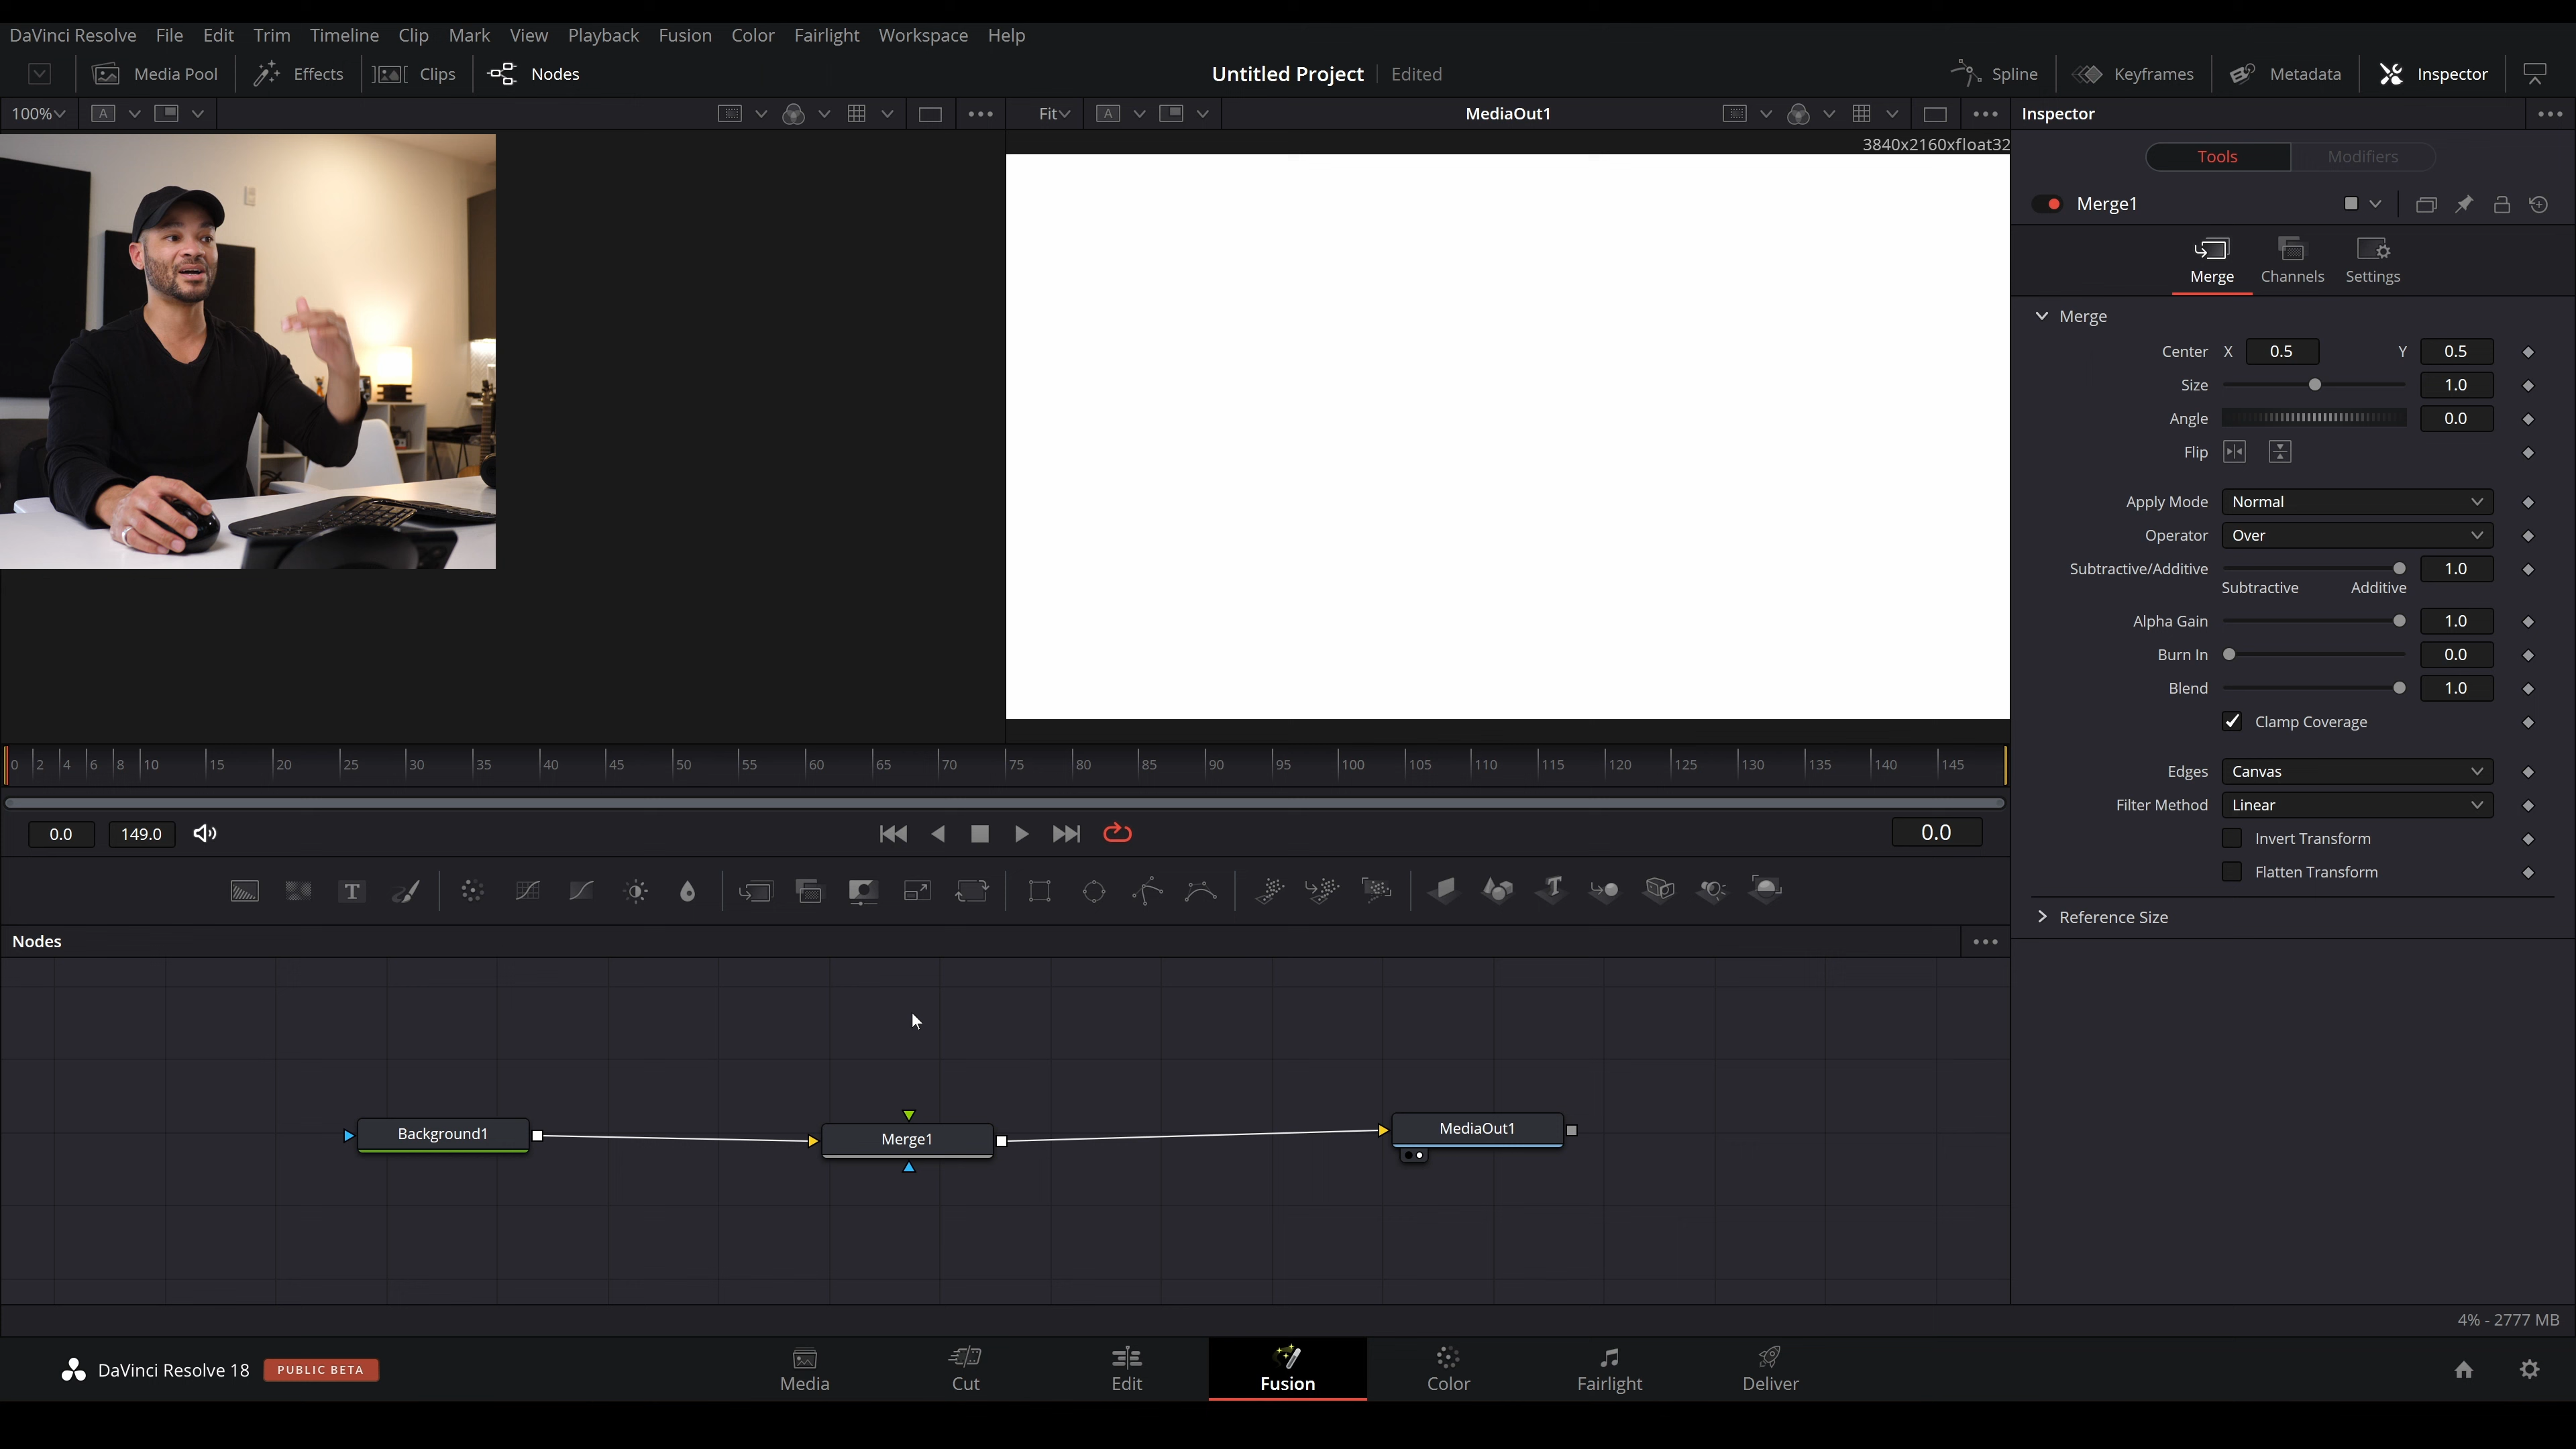 DaVinci Resolve File Edit Trim Timeline Clip Mark View Playback Fusion Color Fairlight Workspace Help
Media Pool Effects Clips Nodes Untitled Project Edited Spline Keyframes Metadata Inspector
100% A Fit A MediaOut1 Inspector
3840x2160xfloat32
Tools Modifiers
Merge1
Merge Channels Settings
Merge
Center X 0.5 Y 0.5
Size 1.0
Angle 0.0
Flip
Apply Mode Normal
Operator Over
Subtractive/Additive 1.0
Subtractive Additive
Alpha Gain 1.0
Burn In 0.0
Blend 1.0
Clamp Coverage
Edges Canvas
Filter Method Linear
Invert Transform
Flatten Transform
Reference Size
0 2 4 6 8 10 15 20 25 30 35 40 45 50 55 60 65 70 75 80 85 90 95 100 105 110 115 120 125 130 135 140 145
0.0 149.0 0.0
T T
Nodes
Background1 Merge1 MediaOut1
4% - 2777 MB
DaVinci Resolve 18 PUBLIC BETA Media Cut Edit Fusion Color Fairlight Deliver